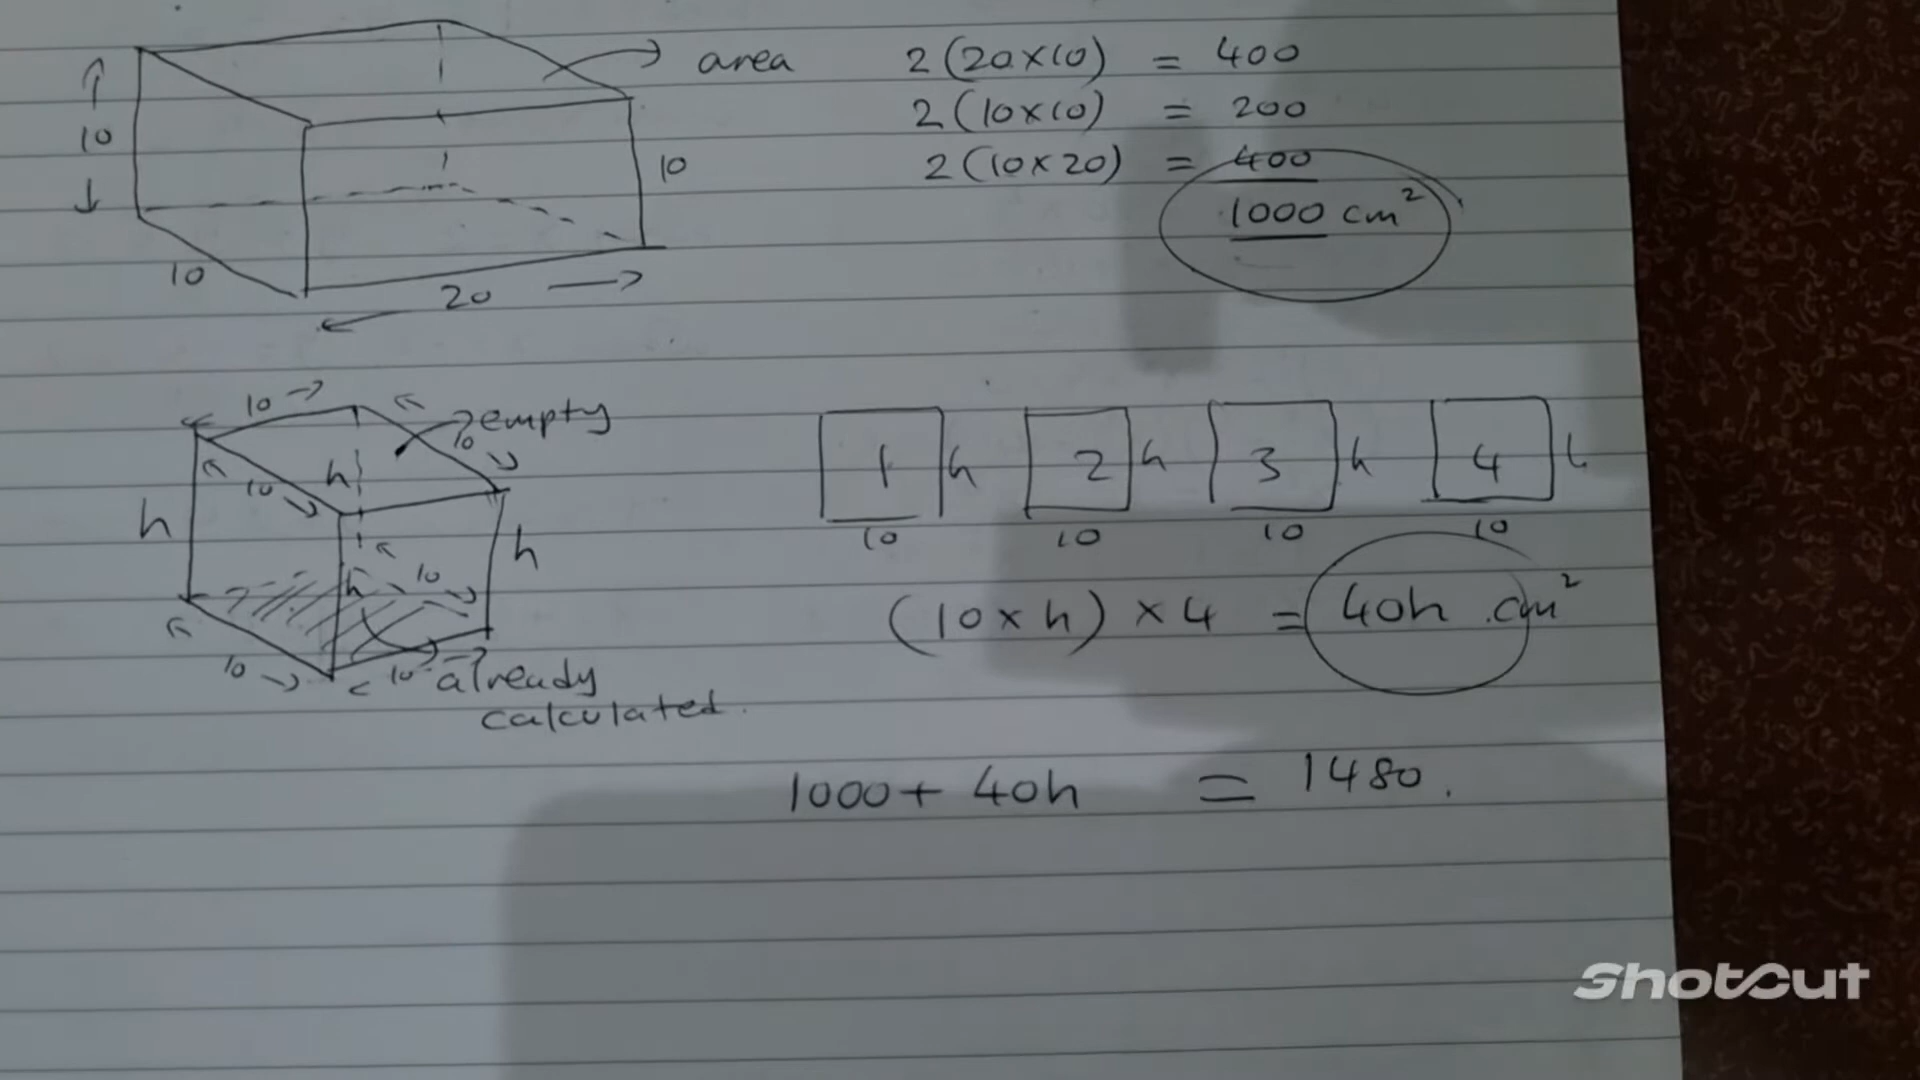 area 2(20×10) = 400
10 2(10×10) = 200
10 2(10×20) = 400
1000 cm²
10
20
10 empty
10
h
10
1 h 2 h 3 h 4 h
h h
10 10 10 10
h 10
(10×h) × 4 = 40h cm²
10 10 already
calculated.
1000 + 40h = 1480.
Shotcut